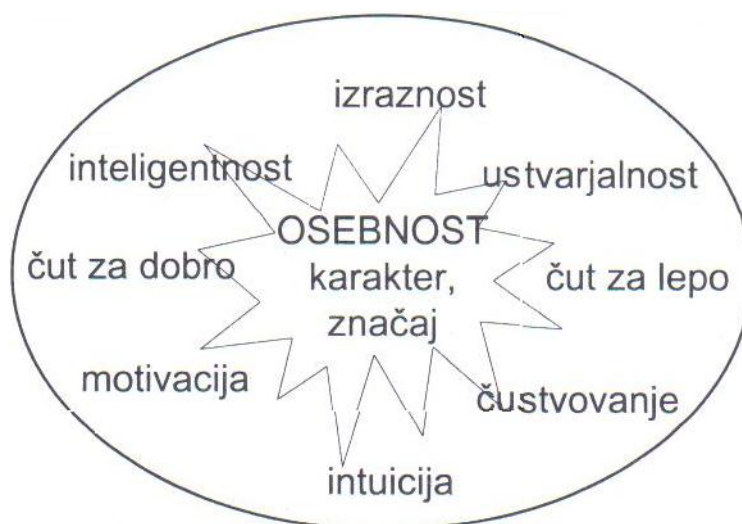 izraznost
inteligentnost
ustvarjalnost
OSEBNOST
čut za dobro
karakter,
čut za lepo
značaj
motivacija
čustvovanje
intuicija